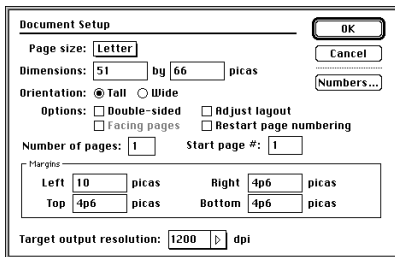 Document Setup
OK
Page size: Letter
Cancel
Dimensions: 51 by 66 picas
Numbers...
Orientation: Tall Wide
Options: Double-sided Adjust layout
Facing pages Restart page numbering
Number of pages: 1 Start page #: 1
Margins
Left 10 picas Right 4p6 picas
Top 4p6 picas Bottom 4p6 picas
Target output resolution: 1200 dpi